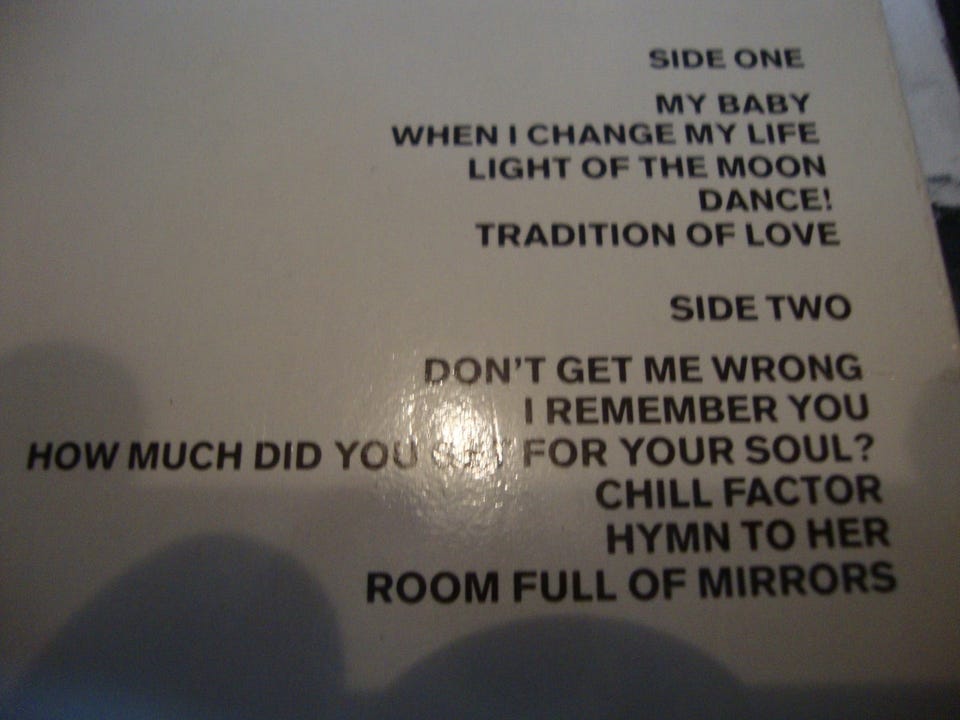 SIDE ONE
MY BABY
WHEN I CHANGE MY LIFE
LIGHT OF THE MOON
DANCE!
TRADITION OF LOVE
SIDE TWO
DON'T GET ME WRONG
I REMEMBER YOU
HOW MUCH DID YOU GET FOR YOUR SOUL?
CHILL FACTOR
HYMN TO HER
ROOM FULL OF MIRRORS